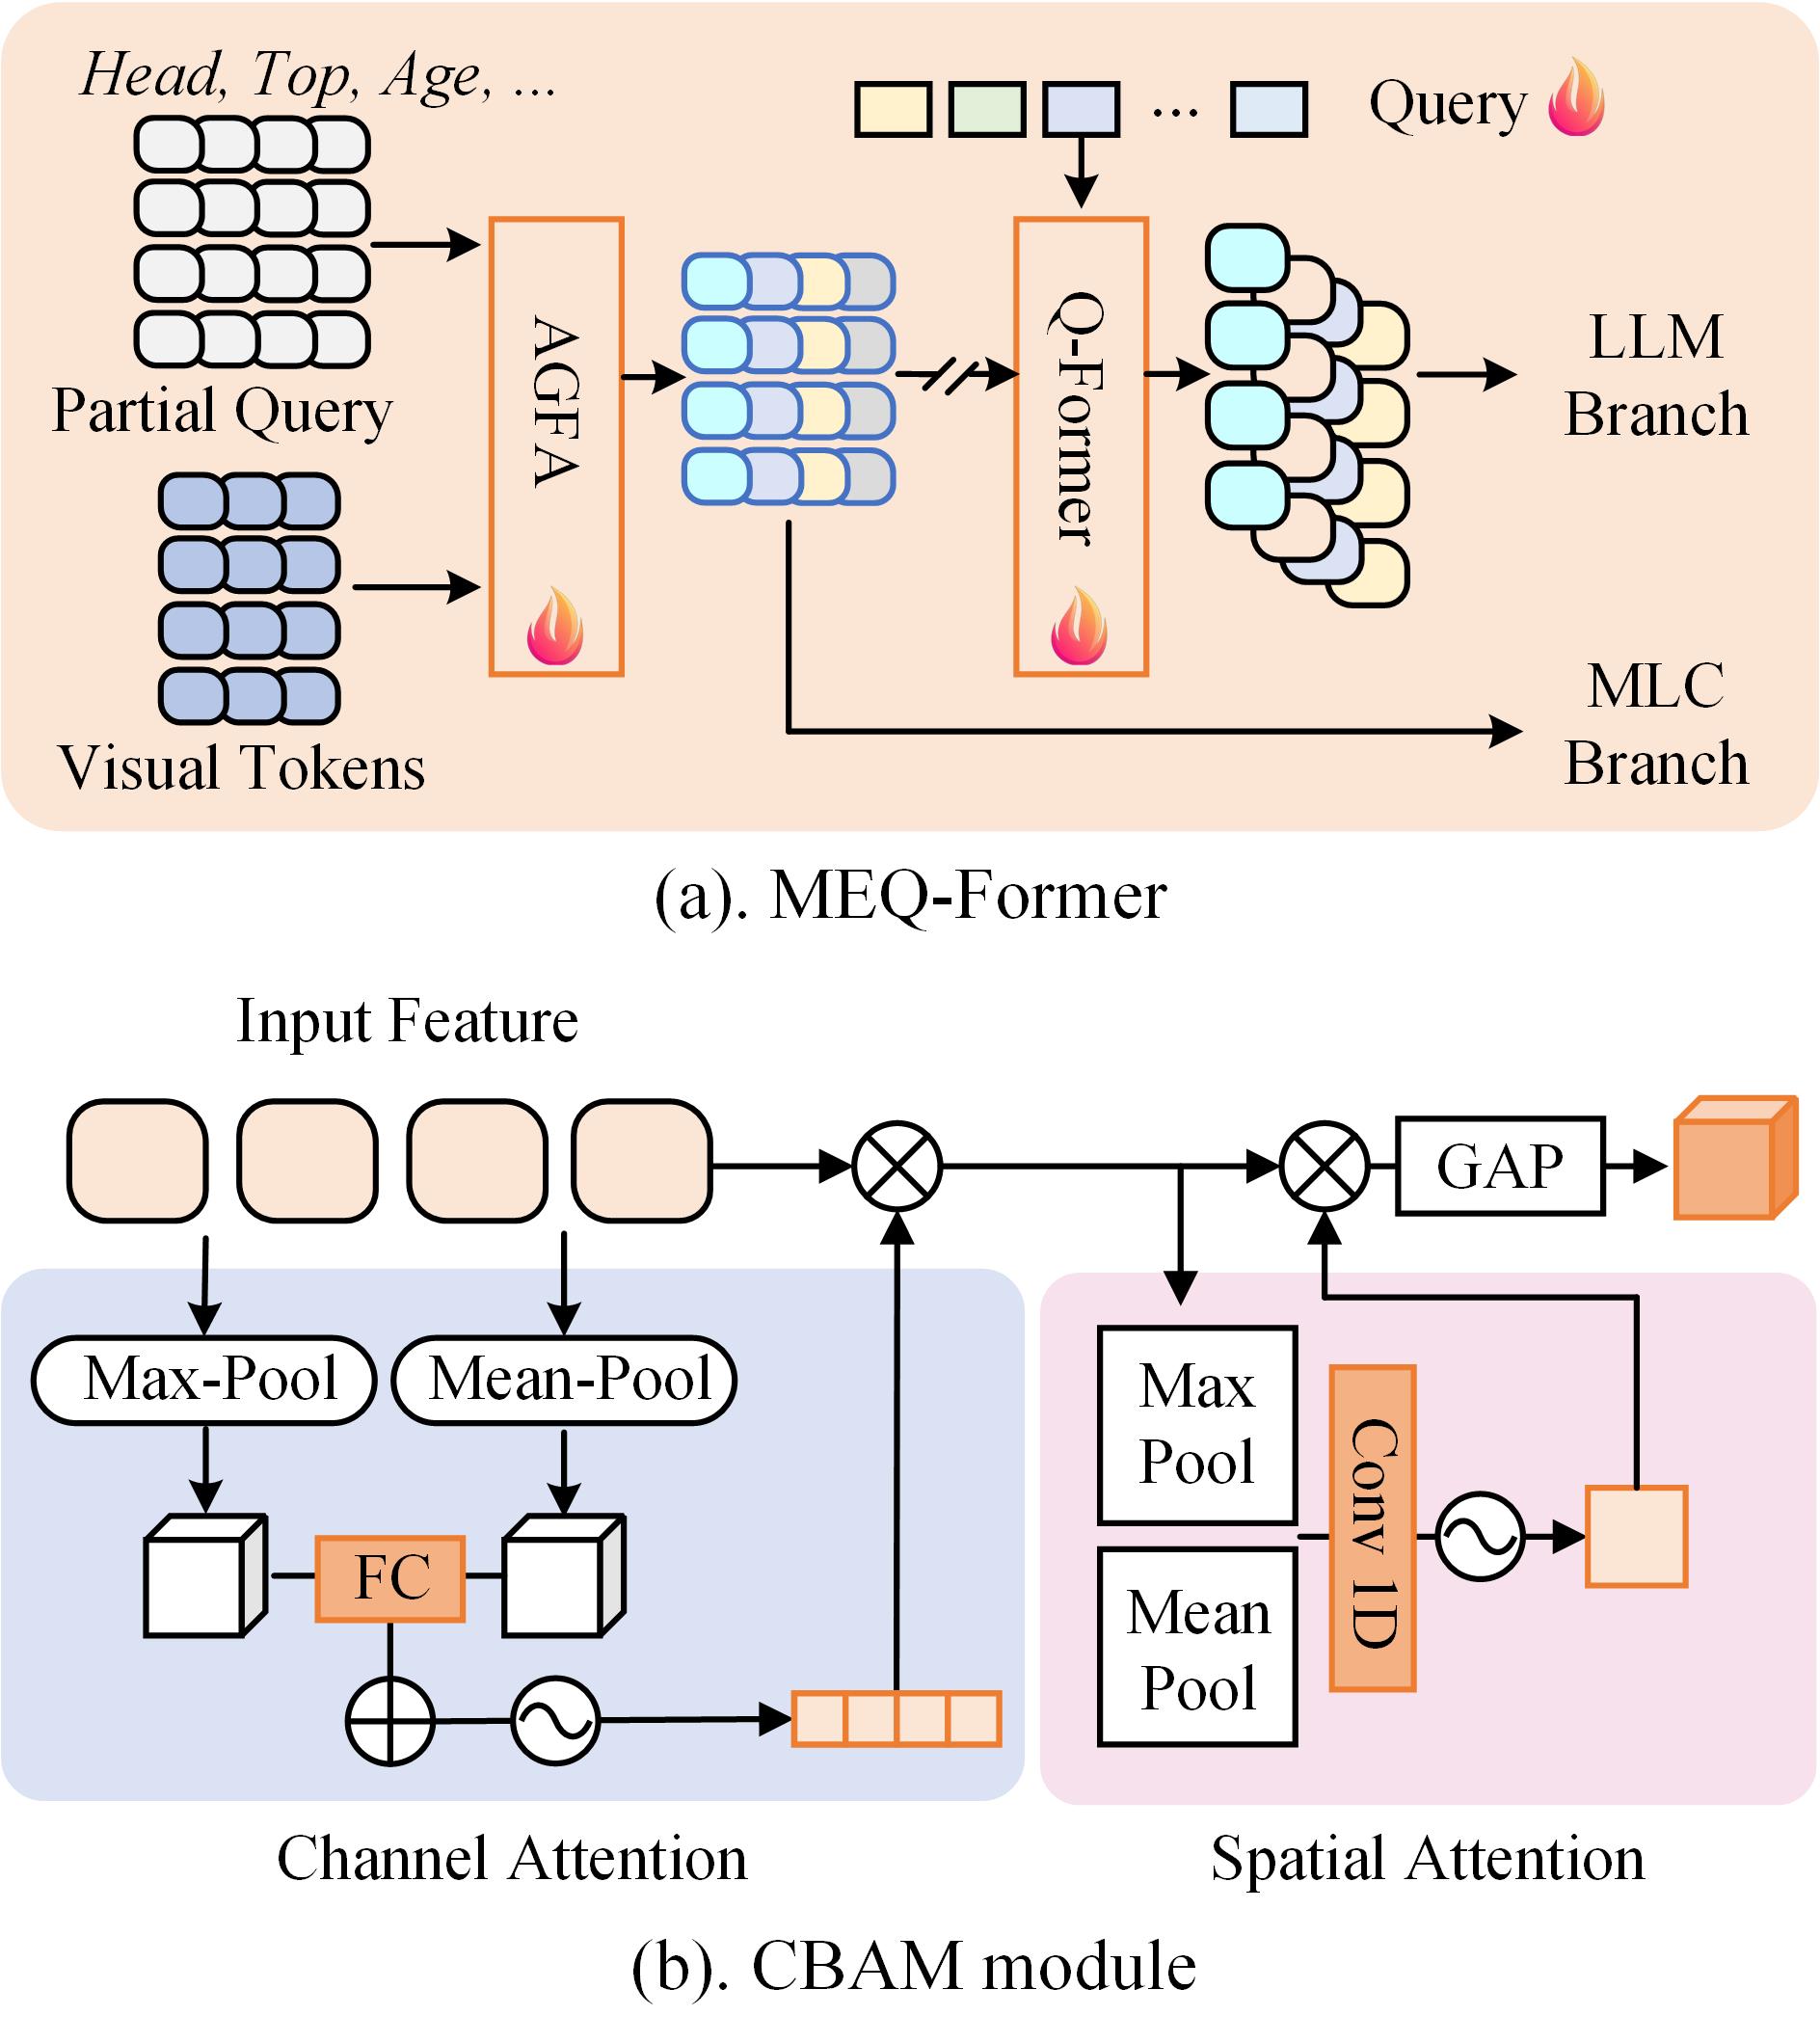 Head, Top, Age, ...
Query
Partial Query
Visual Tokens
AGFA
...
Q-Former
LLM
Branch
MLC
Branch
(a). MEQ-Former
Input Feature
GAP
Max-Pool
Mean-Pool
FC
Max
Pool
Mean
Pool
Conv 1D
Channel Attention
Spatial Attention
(b). CBAM module